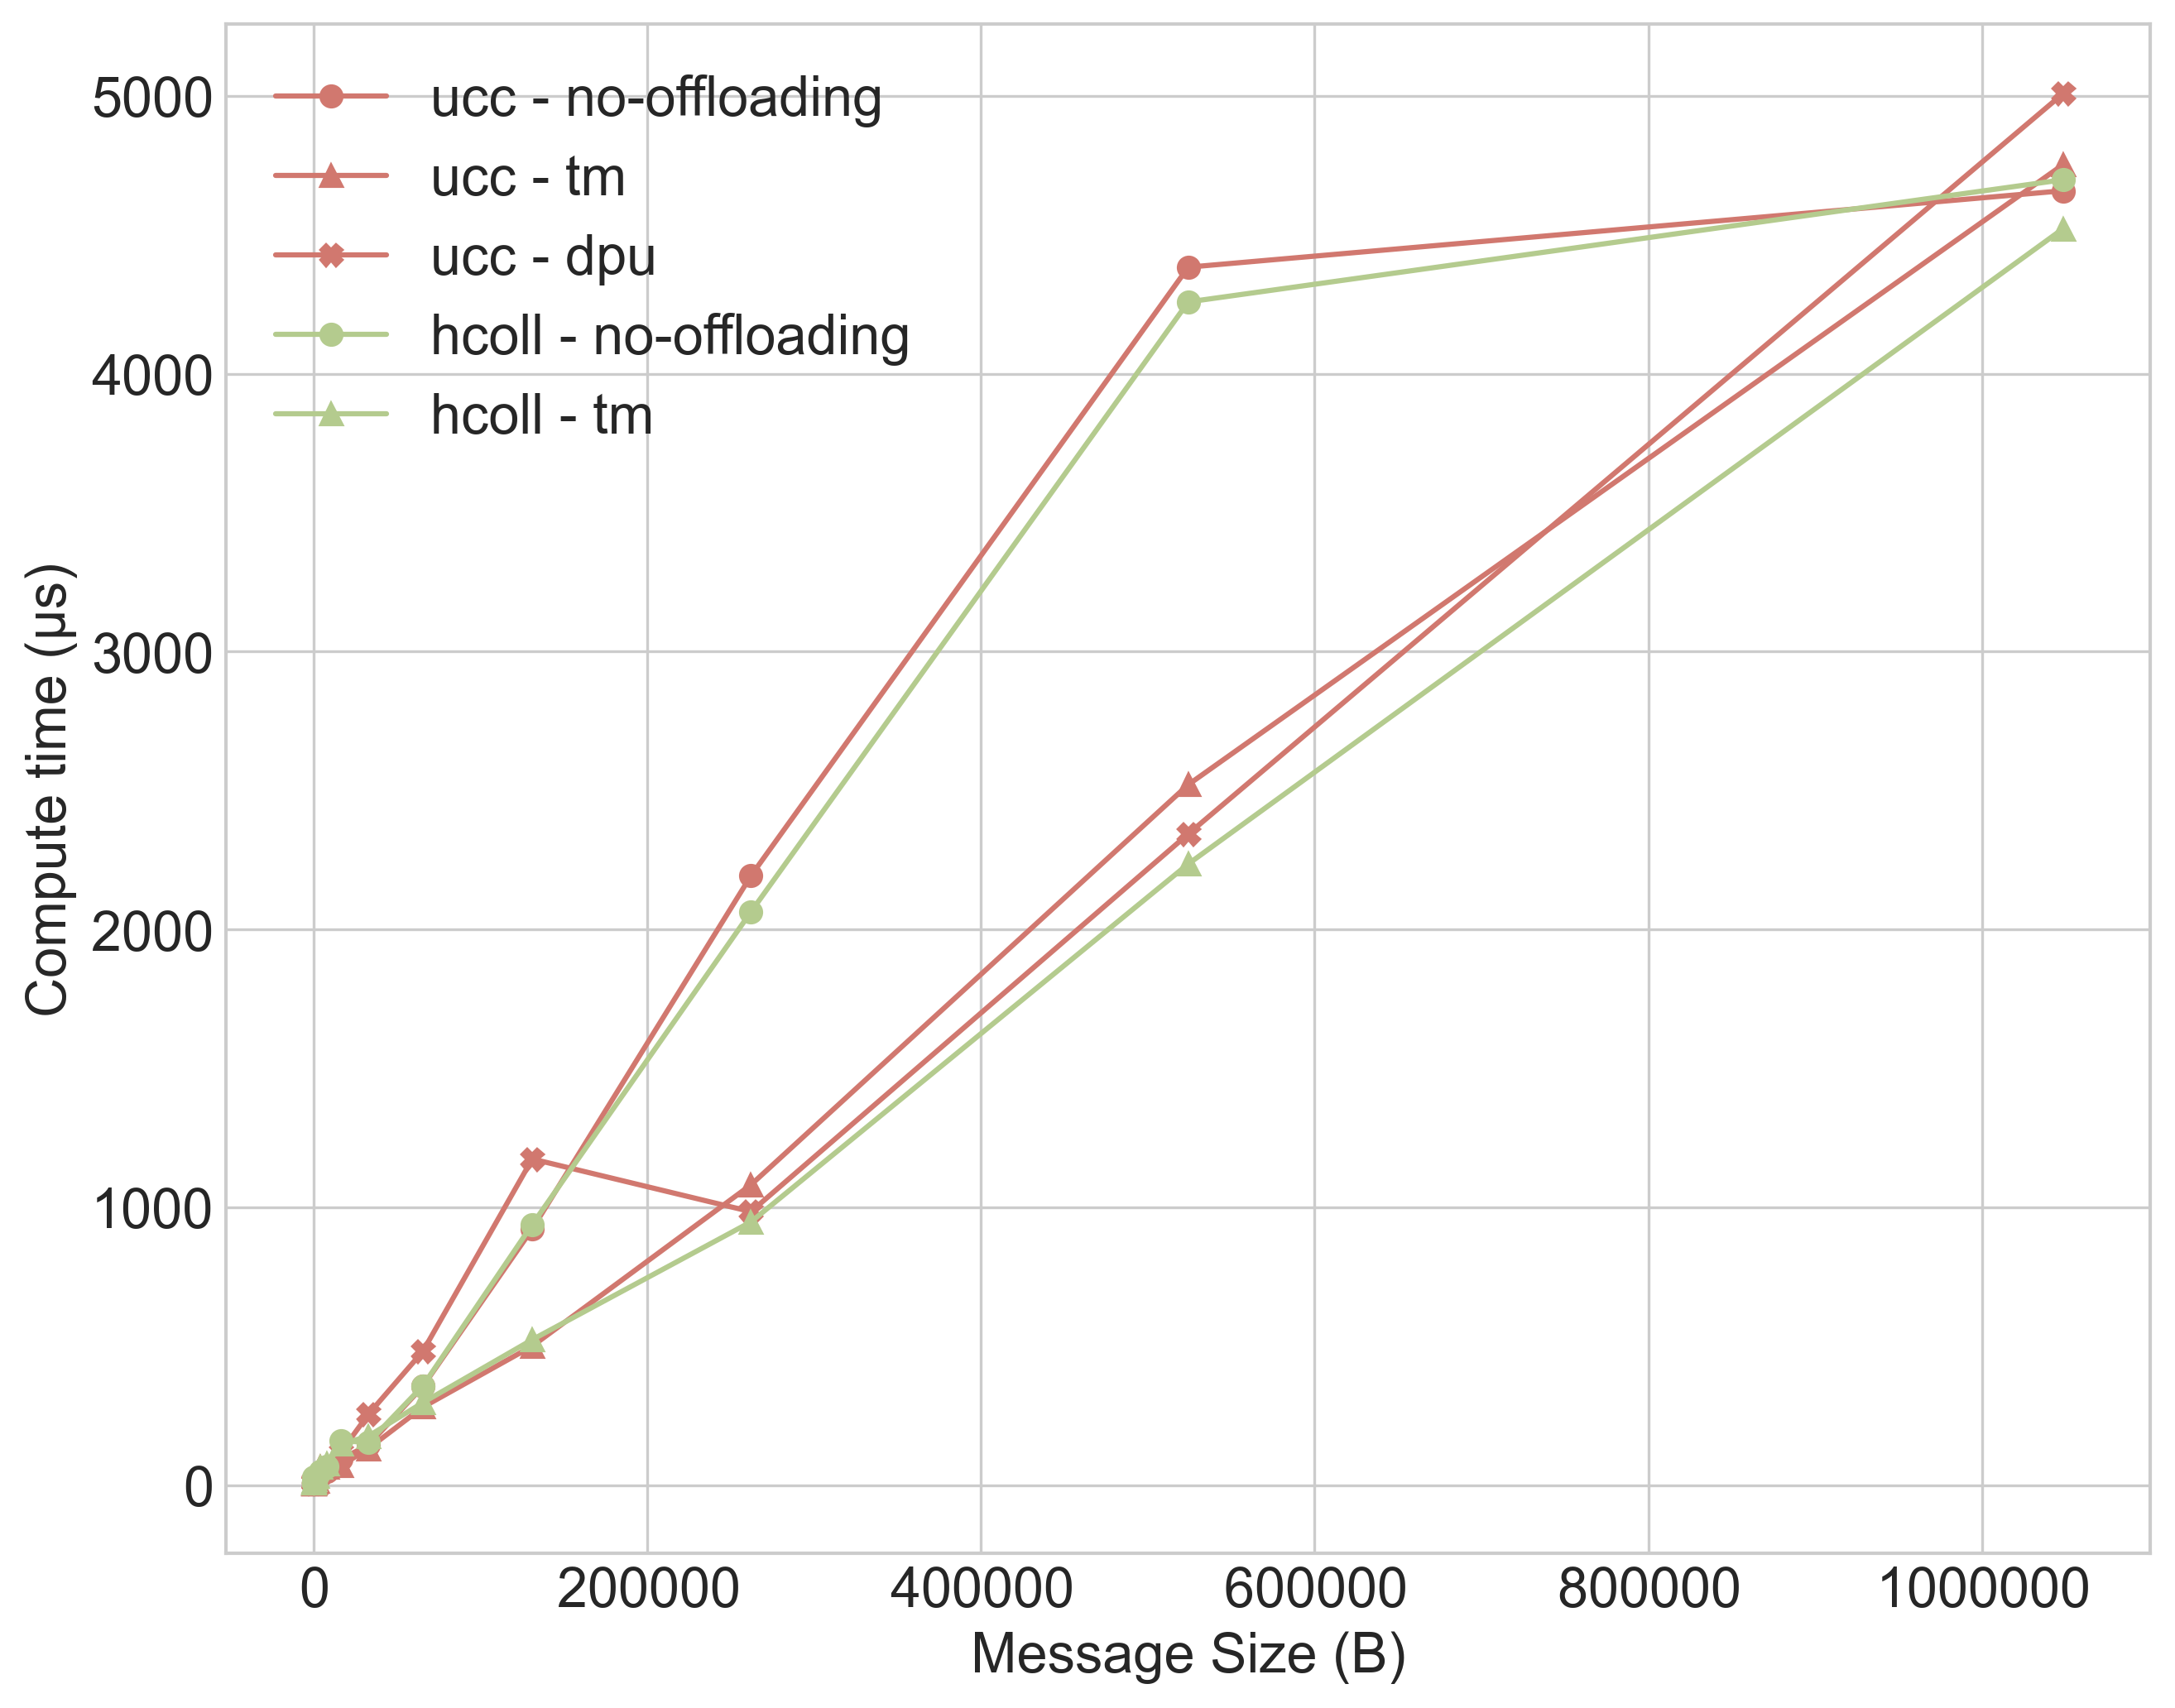 5000
4000
3000
2000
1000
0
Compute time (µs)
ucc - no-offloading
ucc - tm
ucc - dpu
hcoll - no-offloading
hcoll - tm
0 200000 400000 600000 800000 1000000
Message Size (B)